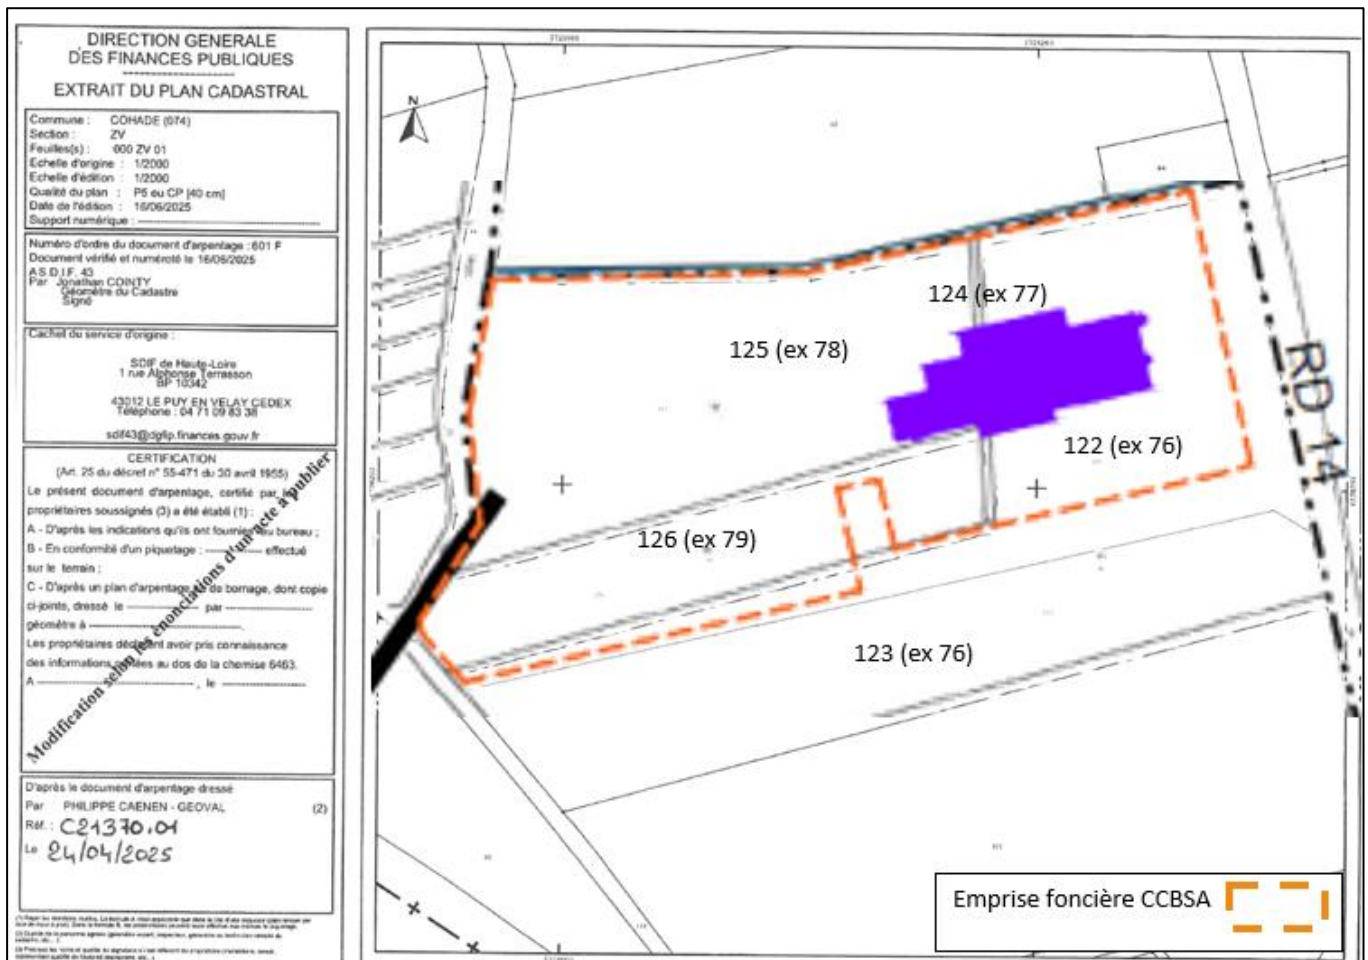 DIRECTION GENERALE
DES FINANCES PUBLIQUES
EXTRAIT DU PLAN CADASTRAL
Commune : COHADE (074)
Section : ZV
Feuilles(s) : 000 ZV 01
Echelle d'origine : 1/2000
Echelle d'édition : 1/2000
Qualité du plan : P5 ou CP [40 cm]
Date de l'édition : 16/06/2025
Support numérique :
Numéro d'ordre du document d'arpentage : 601 F
Document vérifié et numéroté le 16/06/2025
A S.D.I.F. 43
Par Jonathan COINTY
Géomètre du Cadastre
Signé
Cachet du service d'origine :
SDIF de Haute-Loire
1 rue Alphonse Terrasson
BP 10342
43012 LE PUY EN VELAY CEDEX
Téléphone : 04 71 09 83 38
sdif43@dgfip.finances.gouv.fr
CERTIFICATION
(Art. 25 du décret n° 55-471 du 30 avril 1955)
Le présent document d'arpentage, certifié par
propriétaires soussignés (3) a été établi (1) :
A - D'après les indications qu'ils ont fournies au bureau ;
B - En conformité d'un piquetage : effectué
sur le terrain ;
C - D'après un plan d'arpentage de bornage, dont copie
ci-jointe, dressé le par
géomètre à
Les propriétaires déclarent avoir pris connaissance
des informations au dos de la chemise 6463.
A , le
Modification selon les énonciations d'un acte à publier
D'après le document d'arpentage dressé
Par PHILIPPE CAENEN - GEOVAL (2)
Réf. : C21370.01
Le 24/04/2025
N
124 (ex 77)
125 (ex 78)
RD 14
122 (ex 76)
126 (ex 79)
123 (ex 76)
Emprise foncière CCBSA